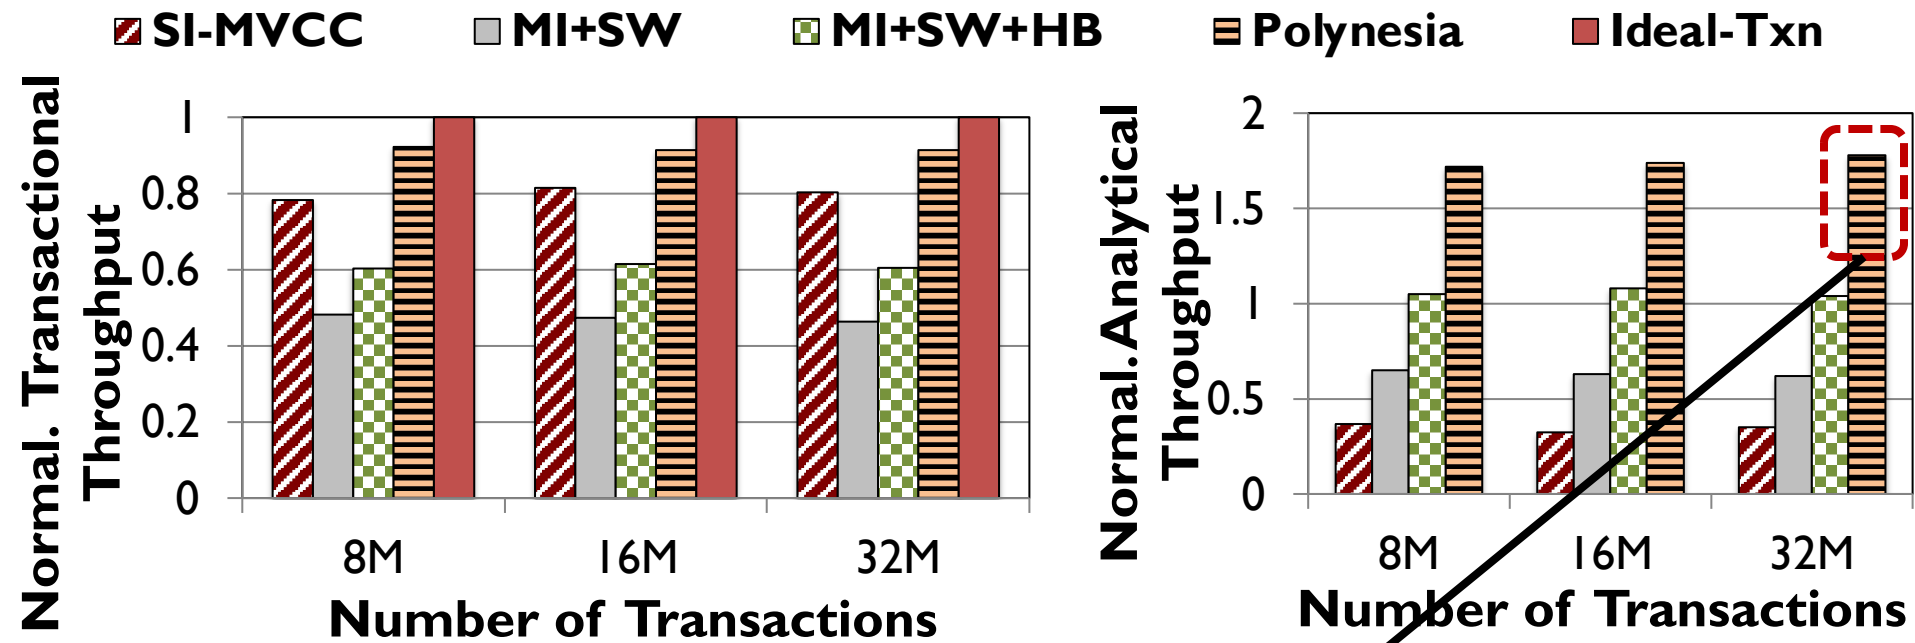 SI-MVCC MI+SW MI+SW+HB Polynesia Ideal-Txn
Normal. Transactional
Throughput
1
0.8
0.6
0.4
0.2
0
8M 16M 32M
Number of Transactions
Normal. Analytical
Throughput
2
1.5
1
0.5
0
8M 16M 32M
Number of Transactions